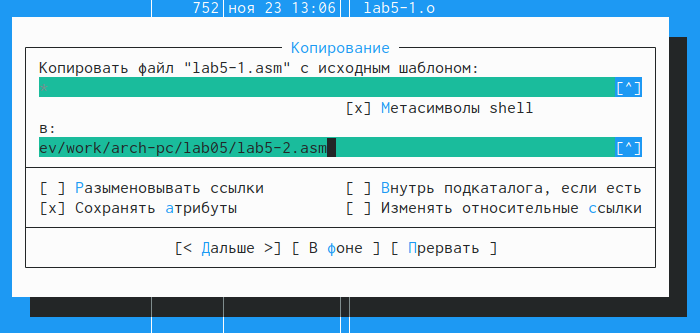 752 ноя 23 13:06 lab5-1.o
Копирование
Копировать файл "lab5-1.asm" с исходным шаблоном:
* [^]
[x] Метасимволы shell
в:
ev/work/arch-pc/lab05/lab5-2.asm [^]
[ ] Разыменовывать ссылки [ ] Внутрь подкаталога, если есть
[x] Сохранять атрибуты [ ] Изменять относительные ссылки
[< Дальше >] [ В фоне ] [ Прервать ]